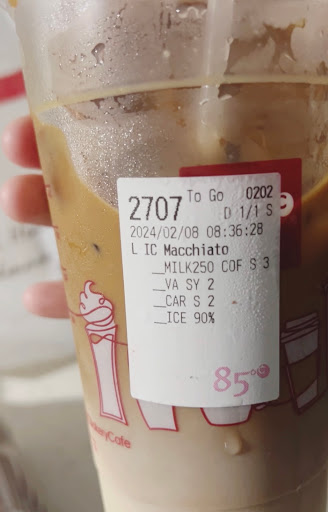 2707 To Go 0202
D 1/1 S
2024/02/08 08:36:28
L IC Macchiato
__MILK250 COF S 3
__VA SY 2
__CAR S 2
__ICE 90%
85°C
akeryCafe